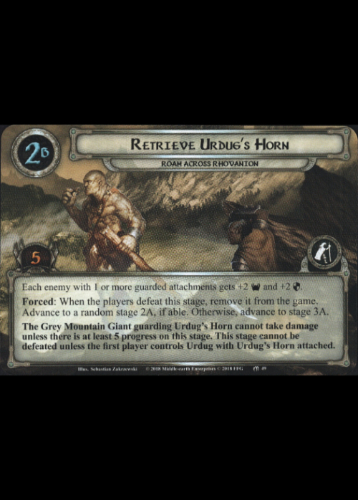 2B
RETRIEVE URDUG'S HORN
ROAM ACROSS RHOVANION
5
Each enemy with 1 or more guarded attachments gets +2 and +2
Forced: When the players defeat this stage, remove it from the game.
Advance to a random stage 2A, if able. Otherwise, advance to stage 3A.
The Grey Mountain Giant guarding Urdug's Horn cannot take damage
unless there is at least 5 progress on this stage. This stage cannot be
defeated unless the first player controls Urdug with Urdug's Horn attached.
Illus. Sebastian Zakrzewski © 2018 Middle-earth Enterprises © 2018 FFG